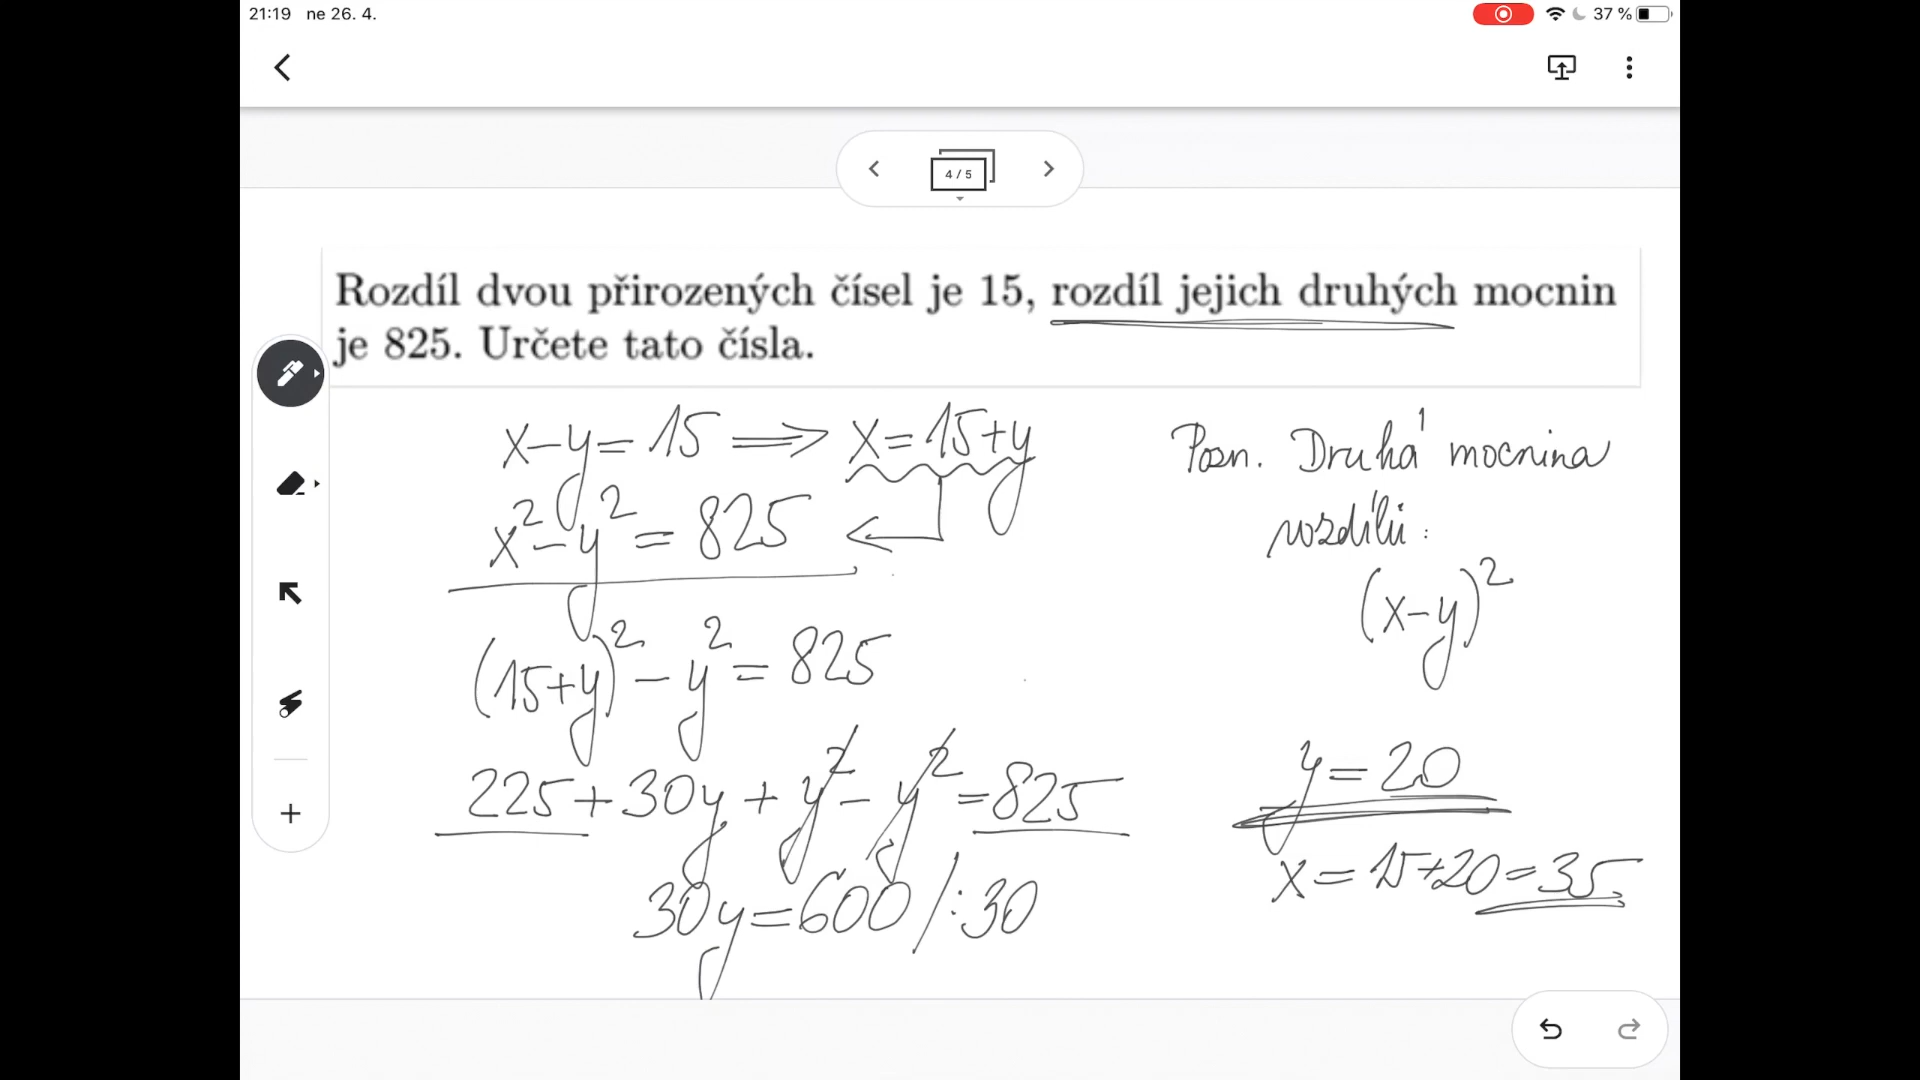 21:19 ne 26. 4.
37 %
4 / 5
Rozdíl dvou přirozených čísel je 15, rozdíl jejich druhých mocnin
je 825. Určete tato čísla.
x-y=15 ⟹ x=15+y
x²-y²=825
(15+y)²-y²=825
225+30y+y²-y²=825
30y=600 /:30
Pozn. Druhá mocnina
rozdílu:
(x-y)²
y=20
x=15+20=35